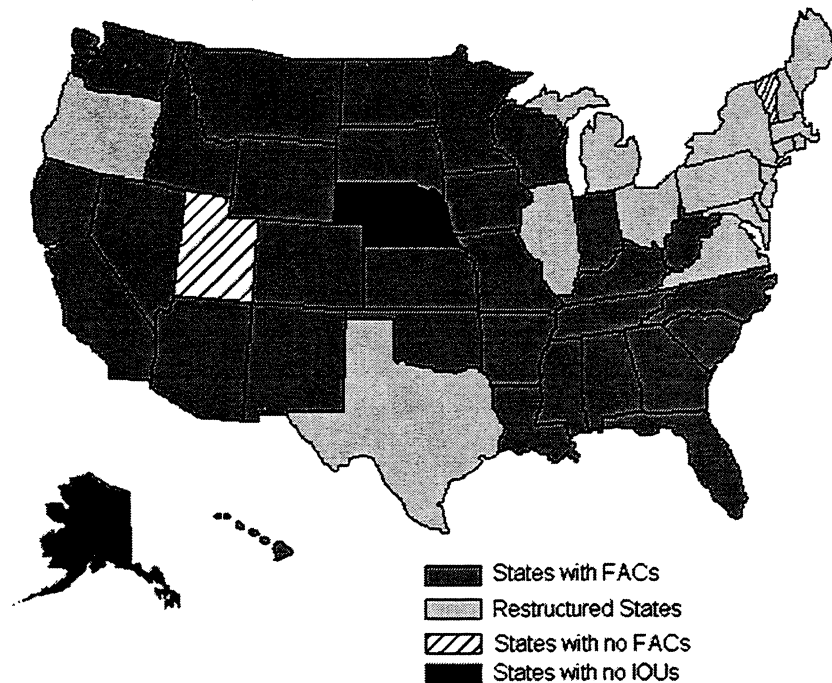 States with FACs
Restructured States
States with no FACs
States with no IOUs